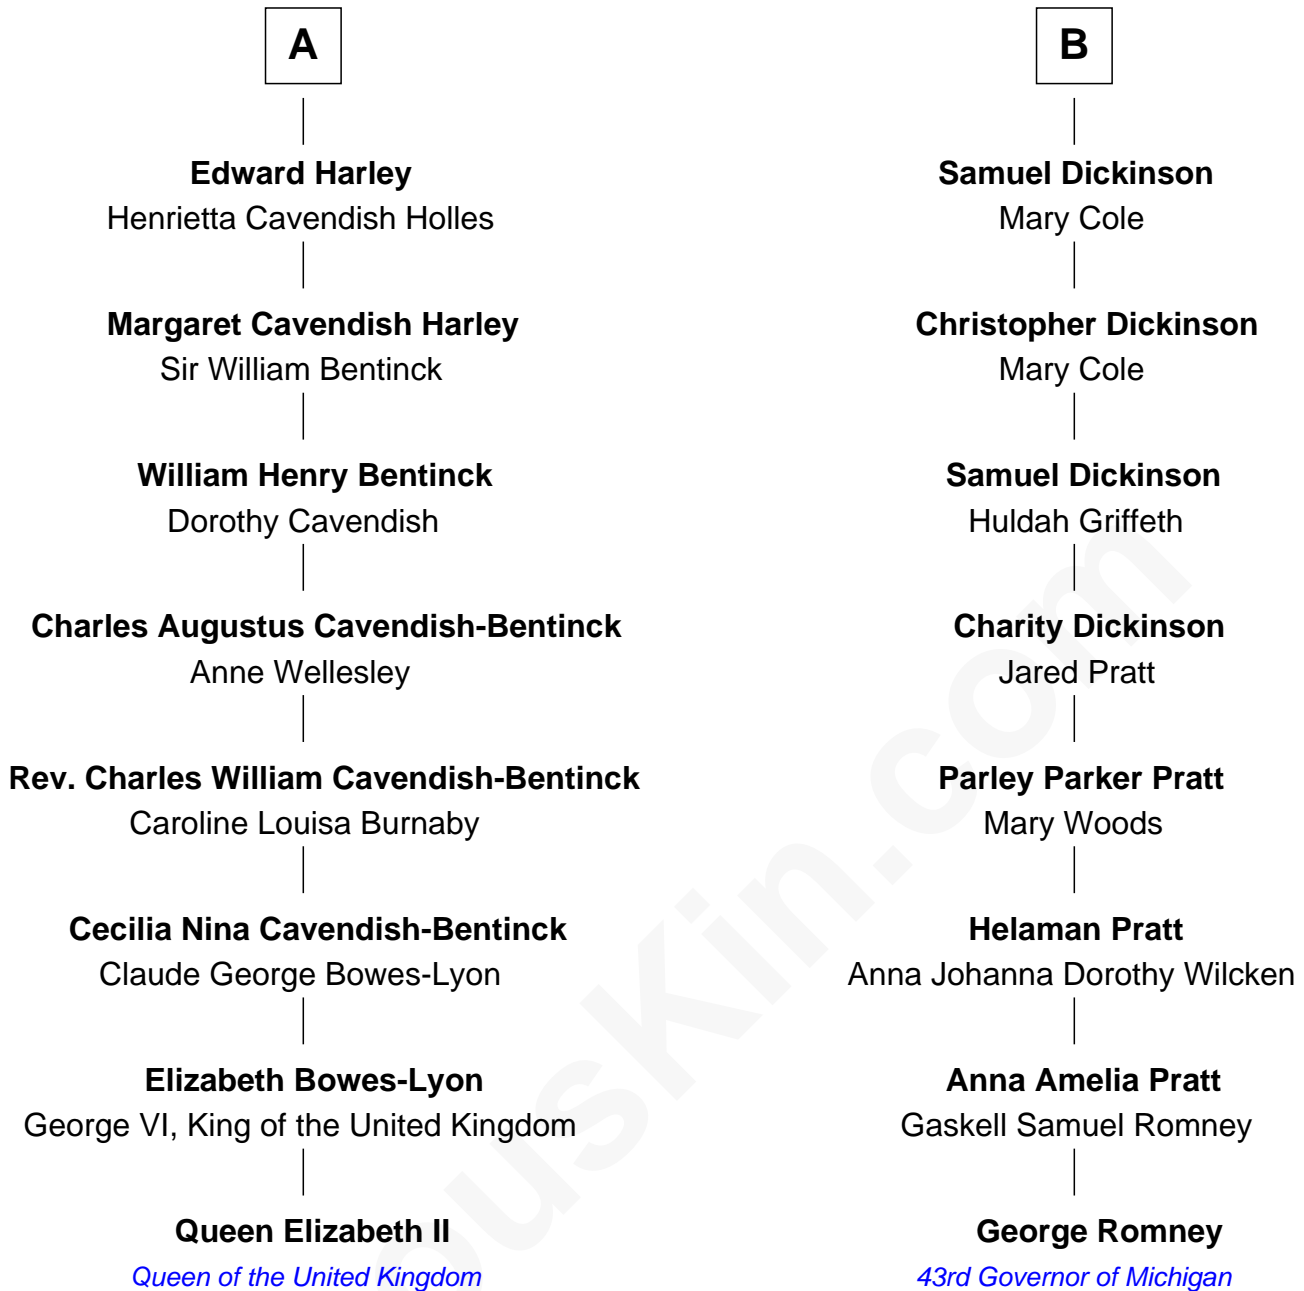 A
Edward Harley
Henrietta Cavendish Holles
Margaret Cavendish Harley
Sir William Bentinck
William Henry Bentinck
Dorothy Cavendish
Charles Augustus Cavendish-Bentinck
Anne Wellesley
Rev. Charles William Cavendish-Bentinck
Caroline Louisa Burnaby
Cecilia Nina Cavendish-Bentinck
Claude George Bowes-Lyon
Elizabeth Bowes-Lyon
George VI, King of the United Kingdom
Queen Elizabeth II
Queen of the United Kingdom
B
Samuel Dickinson
Mary Cole
Christopher Dickinson
Mary Cole
Samuel Dickinson
Huldah Griffeth
Charity Dickinson
Jared Pratt
Parley Parker Pratt
Mary Woods
Helaman Pratt
Anna Johanna Dorothy Wilcken
Anna Amelia Pratt
Gaskell Samuel Romney
George Romney
43rd Governor of Michigan
ousKin.com